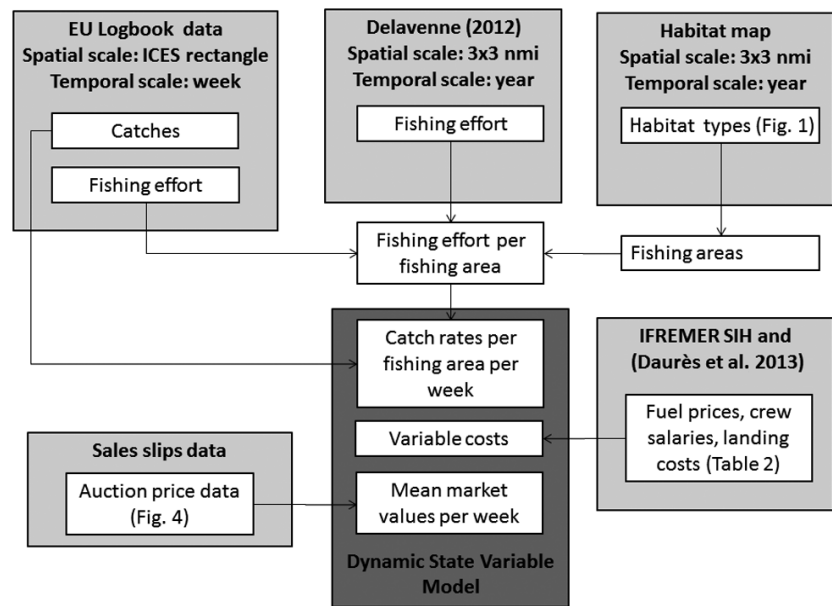 EU Logbook data
Spatial scale: ICES rectangle
Temporal scale: week
Catches
Fishing effort
Delavenne (2012)
Spatial scale: 3x3 nmi
Temporal scale: year
Fishing effort
Habitat map
Spatial scale: 3x3 nmi
Temporal scale: year
Habitat types (Fig. 1)
Fishing effort per
fishing area
Fishing areas
Catch rates per
fishing area per
week
Variable costs
Mean market
values per week
Dynamic State Variable
Model
IFREMER SIH and
(Daurès et al. 2013)
Fuel prices, crew
salaries, landing
costs (Table 2)
Sales slips data
Auction price data
(Fig. 4)